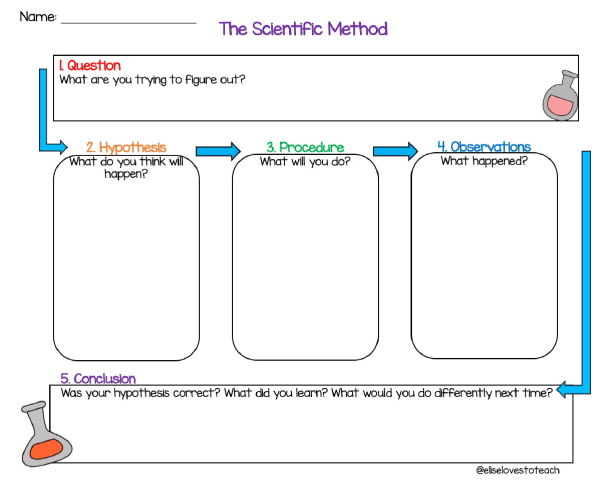 Name: ____________________
The Scientific Method
1. Question
What are you trying to figure out?
2. Hypothesis
What do you think will
happen?
3. Procedure
What will you do?
4. Observations
What happened?
5. Conclusion
Was your hypothesis correct? What did you learn? What would you do differently next time?
@eliselovestoteach